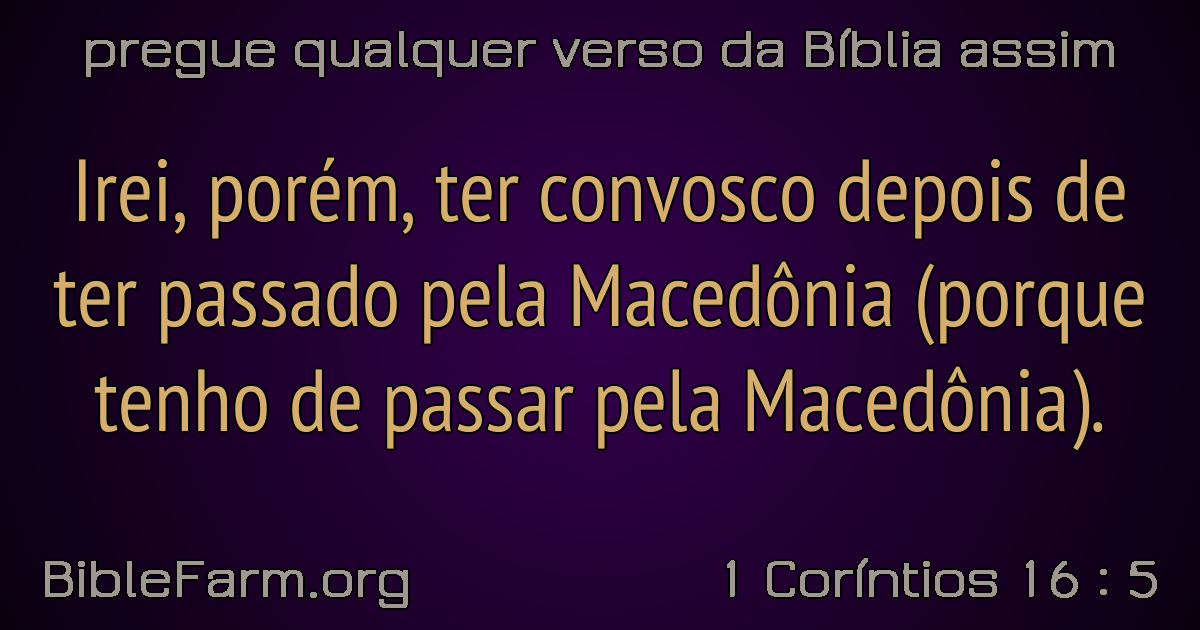 pregue qualquer verso da Bíblia assim
Irei, porém, ter convosco depois de
ter passado pela Macedônia (porque
tenho de passar pela Macedônia).
BibleFarm.org
1 Coríntios 16 : 5